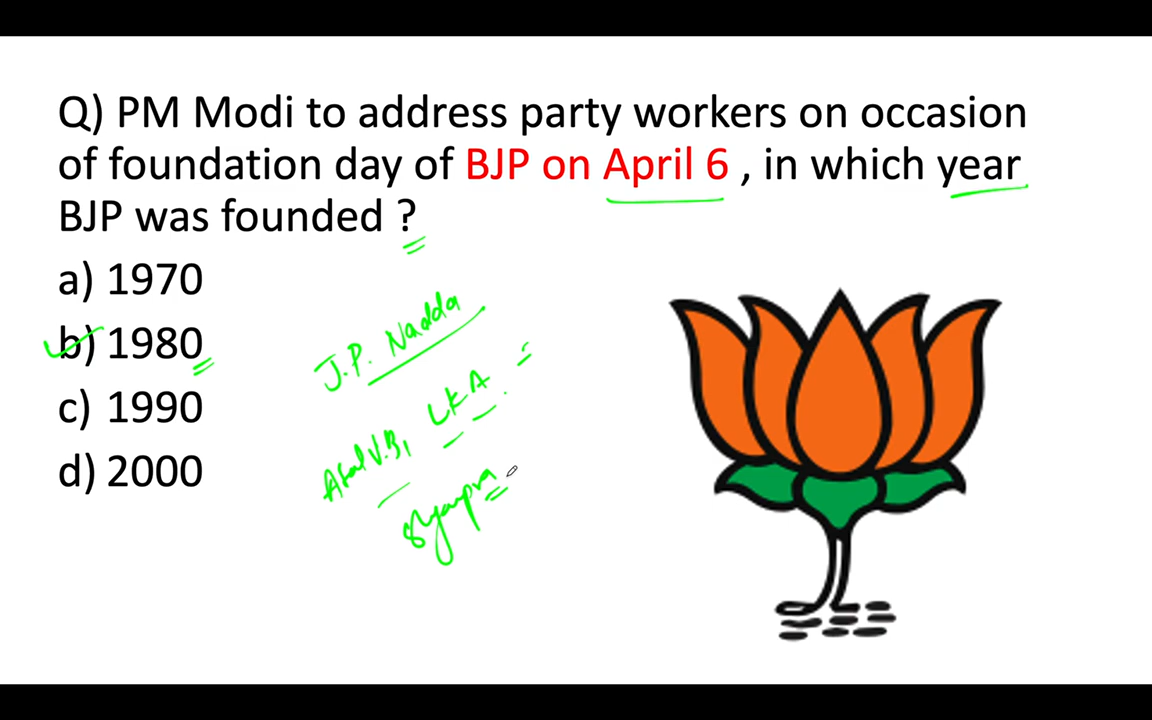 Q) PM Modi to address party workers on occasion
of foundation day of BJP on April 6 , in which year
BJP was founded ?
a) 1970
b) 1980
c) 1990
d) 2000
J.P. Nadda
LKA
Atal V.B,